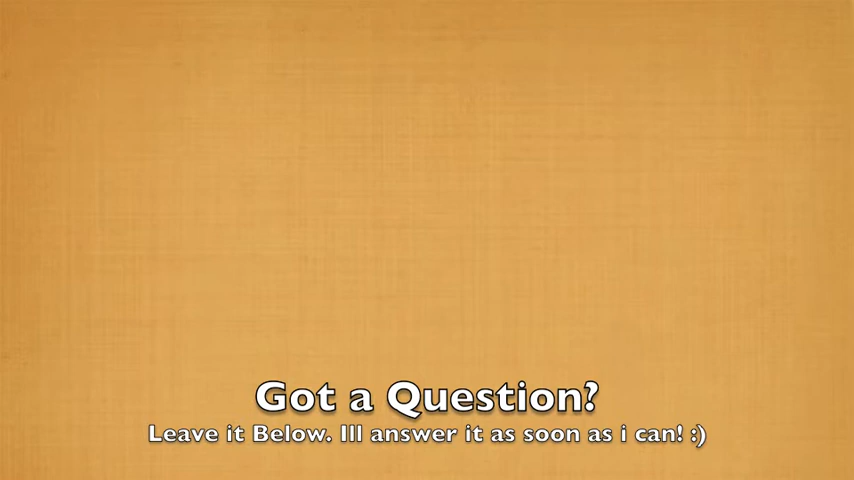 Got a Question?
Leave it Below. Ill answer it as soon as i can! :)